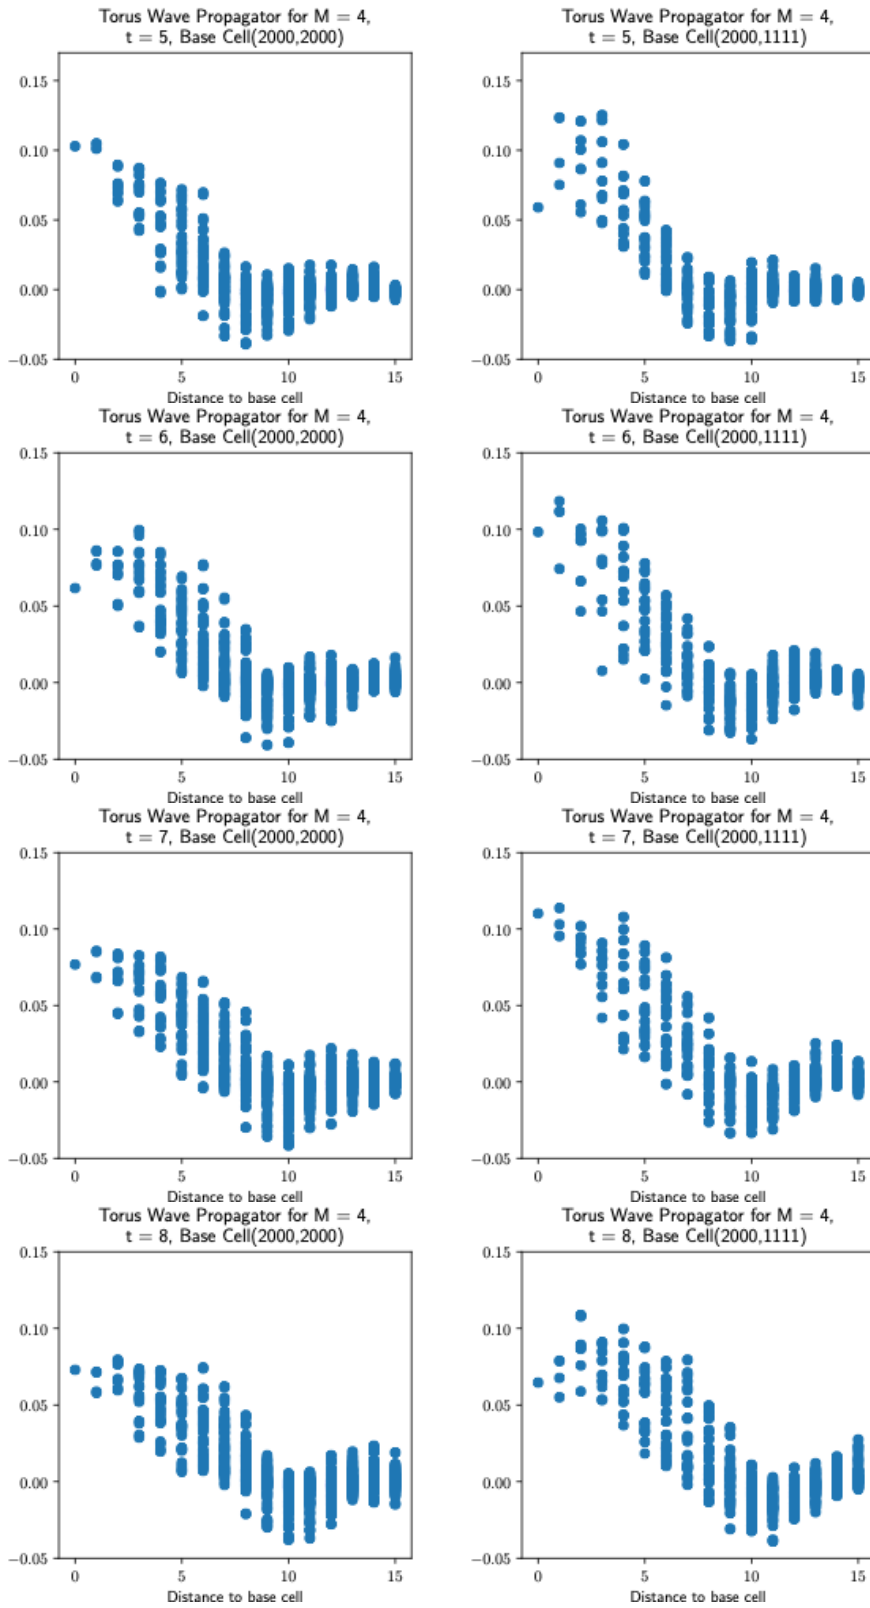 Torus Wave Propagator for M = 4,
t = 5, Base Cell(2000,2000)
0.15
0.10
0.05
0.00
−0.05
0 5 10 15
Distance to base cell
Torus Wave Propagator for M = 4,
t = 5, Base Cell(2000,1111)
0.15
0.10
0.05
0.00
−0.05
0 5 10 15
Distance to base cell
Torus Wave Propagator for M = 4,
t = 6, Base Cell(2000,2000)
0.15
0.10
0.05
0.00
−0.05
0 5 10 15
Distance to base cell
Torus Wave Propagator for M = 4,
t = 6, Base Cell(2000,1111)
0.15
0.10
0.05
0.00
−0.05
0 5 10 15
Distance to base cell
Torus Wave Propagator for M = 4,
t = 7, Base Cell(2000,2000)
0.15
0.10
0.05
0.00
−0.05
0 5 10 15
Distance to base cell
Torus Wave Propagator for M = 4,
t = 7, Base Cell(2000,1111)
0.15
0.10
0.05
0.00
−0.05
0 5 10 15
Distance to base cell
Torus Wave Propagator for M = 4,
t = 8, Base Cell(2000,2000)
0.15
0.10
0.05
0.00
−0.05
0 5 10 15
Distance to base cell
Torus Wave Propagator for M = 4,
t = 8, Base Cell(2000,1111)
0.15
0.10
0.05
0.00
−0.05
0 5 10 15
Distance to base cell